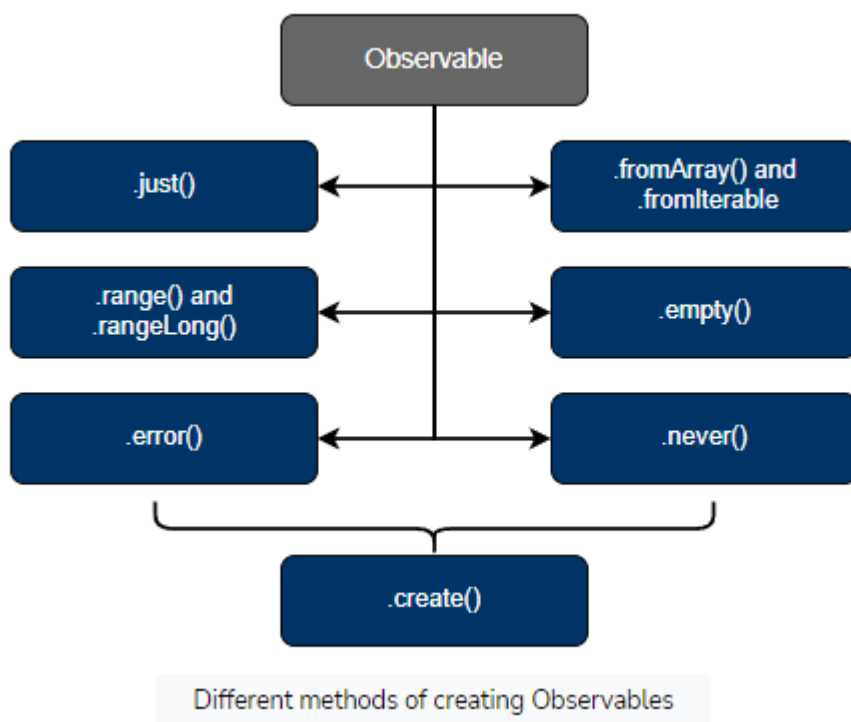 Observable
.just()
.fromArray() and
.fromIterable
.range() and
.rangeLong()
.empty()
.error()
.never()
.create()
Different methods of creating Observables